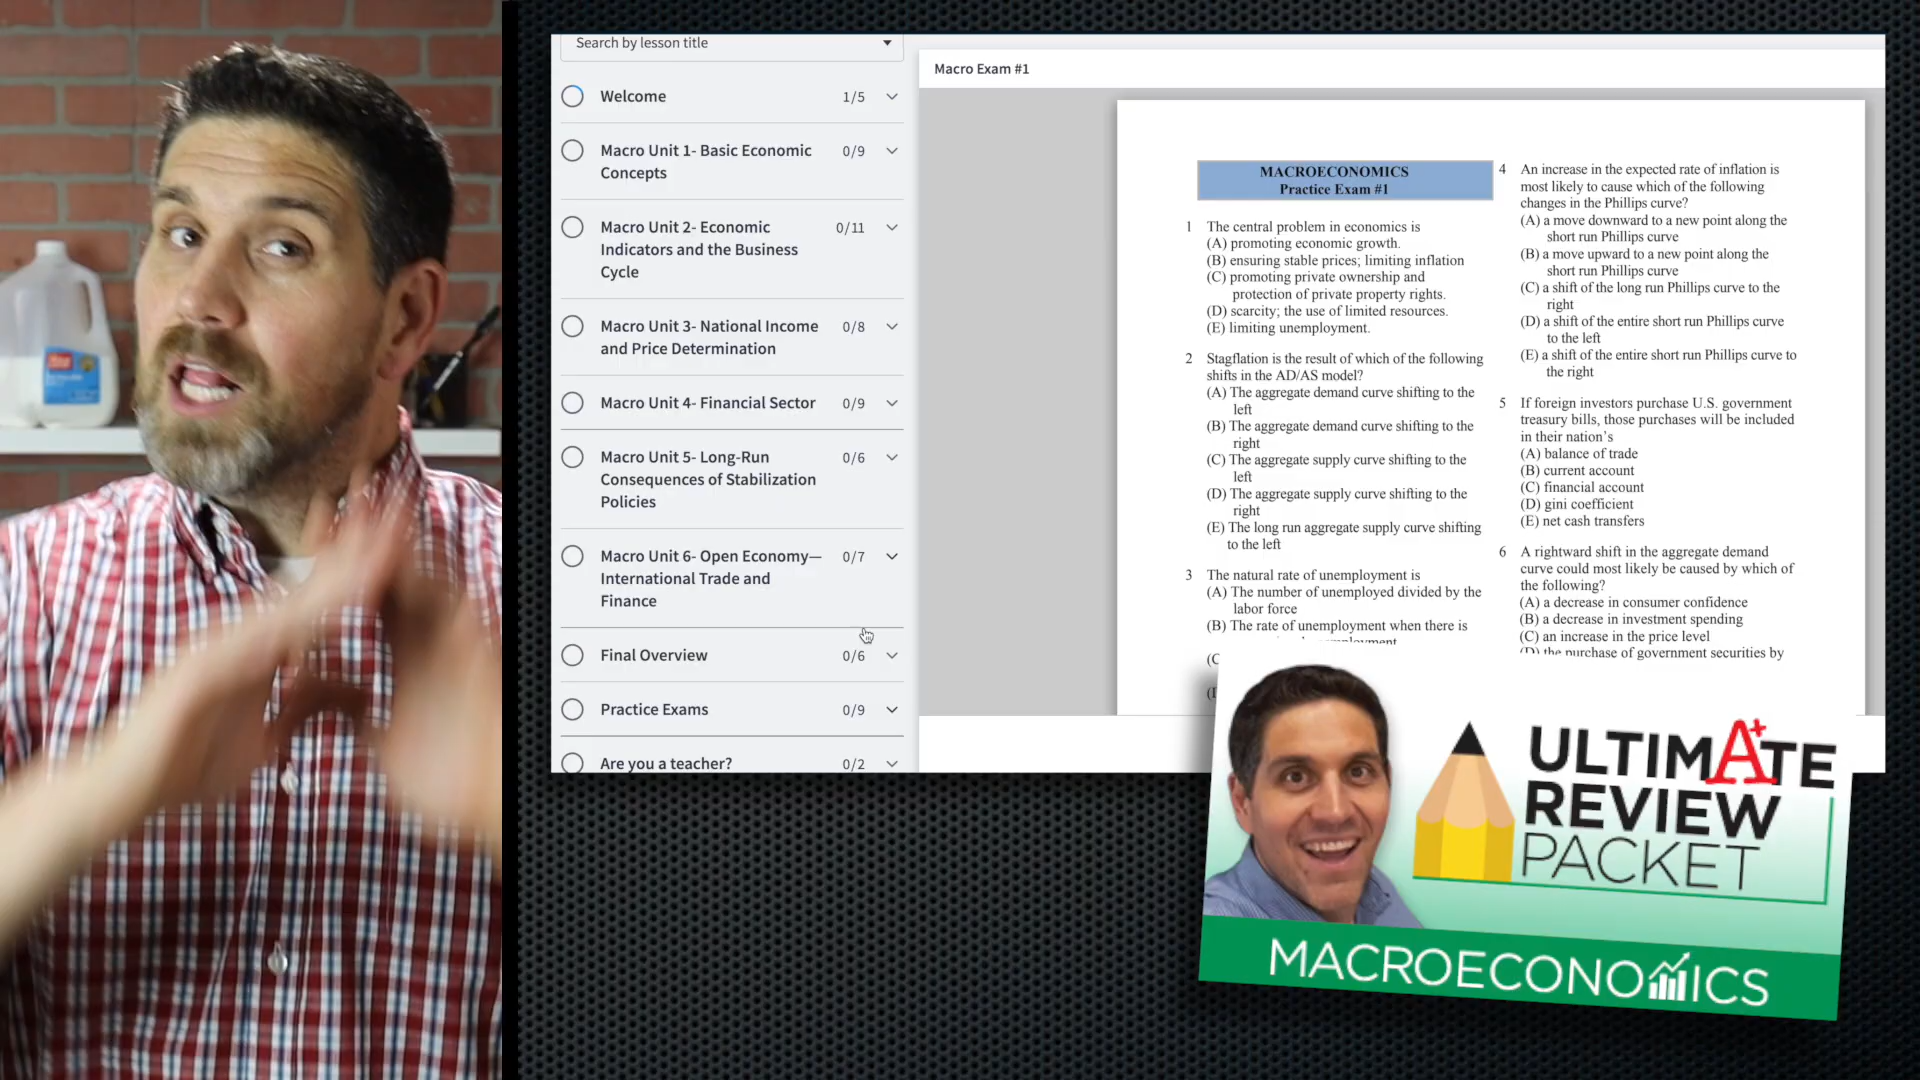 Search by lesson title
Welcome 1/5
Macro Unit 1- Basic Economic 0/9
Concepts
Macro Unit 2- Economic 0/11
Indicators and the Business
Cycle
Macro Unit 3- National Income 0/8
and Price Determination
Macro Unit 4- Financial Sector 0/9
Macro Unit 5- Long-Run 0/6
Consequences of Stabilization
Policies
Macro Unit 6- Open Economy— 0/7
International Trade and
Finance
Final Overview 0/6
Practice Exams 0/9
Are you a teacher? 0/2
Macro Exam #1
MACROECONOMICS
Practice Exam #1
1 The central problem in economics is
(A) promoting economic growth.
(B) ensuring stable prices; limiting inflation
(C) promoting private ownership and
protection of private property rights.
(D) scarcity; the use of limited resources.
(E) limiting unemployment.
2 Stagflation is the result of which of the following
shifts in the AD/AS model?
(A) The aggregate demand curve shifting to the
left
(B) The aggregate demand curve shifting to the
right
(C) The aggregate supply curve shifting to the
left
(D) The aggregate supply curve shifting to the
right
(E) The long run aggregate supply curve shifting
to the left
3 The natural rate of unemployment is
(A) The number of unemployed divided by the
labor force
(B) The rate of unemployment when there is
4 An increase in the expected rate of inflation is
most likely to cause which of the following
changes in the Phillips curve?
(A) a move downward to a new point along the
short run Phillips curve
(B) a move upward to a new point along the
short run Phillips curve
(C) a shift of the long run Phillips curve to the
right
(D) a shift of the entire short run Phillips curve
to the left
(E) a shift of the entire short run Phillips curve to
the right
5 If foreign investors purchase U.S. government
treasury bills, those purchases will be included
in their nation's
(A) balance of trade
(B) current account
(C) financial account
(D) gini coefficient
(E) net cash transfers
6 A rightward shift in the aggregate demand
curve could most likely be caused by which of
the following?
(A) a decrease in consumer confidence
(B) a decrease in investment spending
(C) an increase in the price level
(D) the purchase of government securities by
ULTIMATE
REVIEW
PACKET
MACROECONOMICS